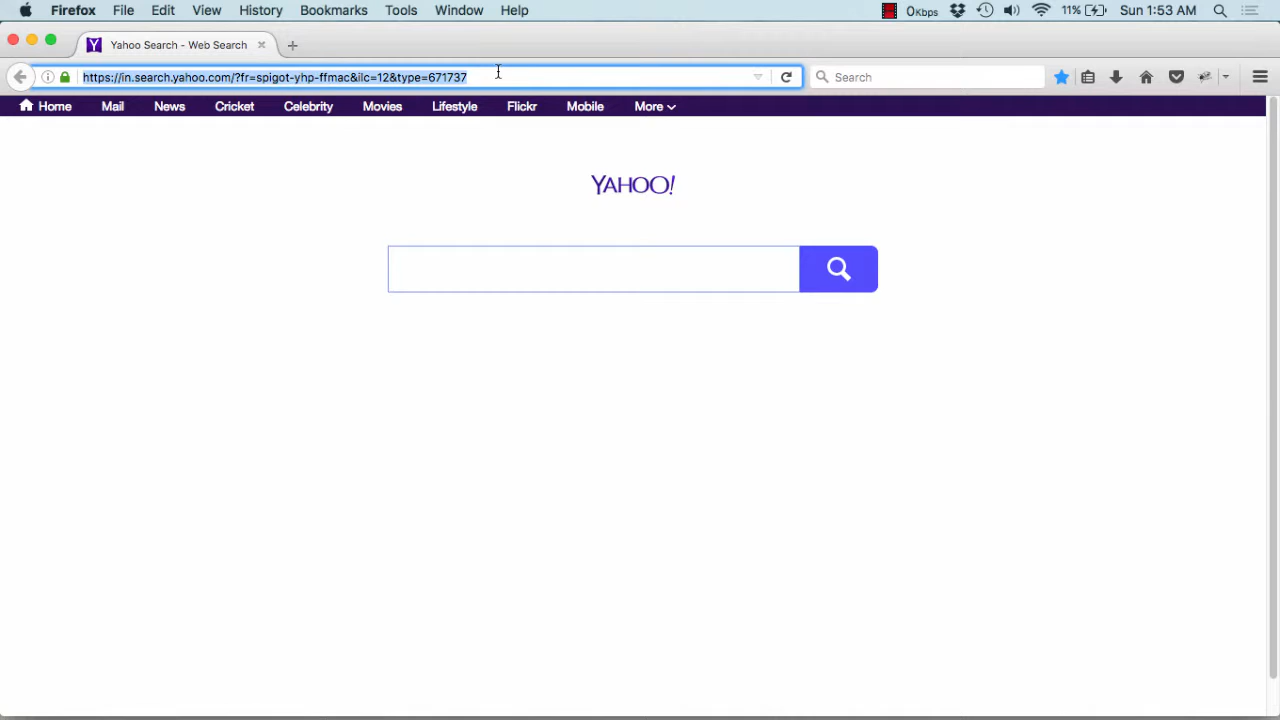 Firefox File Edit View History Bookmarks Tools Window Help 0Kbps 11% Sun 1:53 AM
Yahoo Search - Web Search
https://in.search.yahoo.com/?fr=spigot-yhp-ffmac&ilc=12&type=671737 Search
Home Mail News Cricket Celebrity Movies Lifestyle Flickr Mobile More
YAHOO!